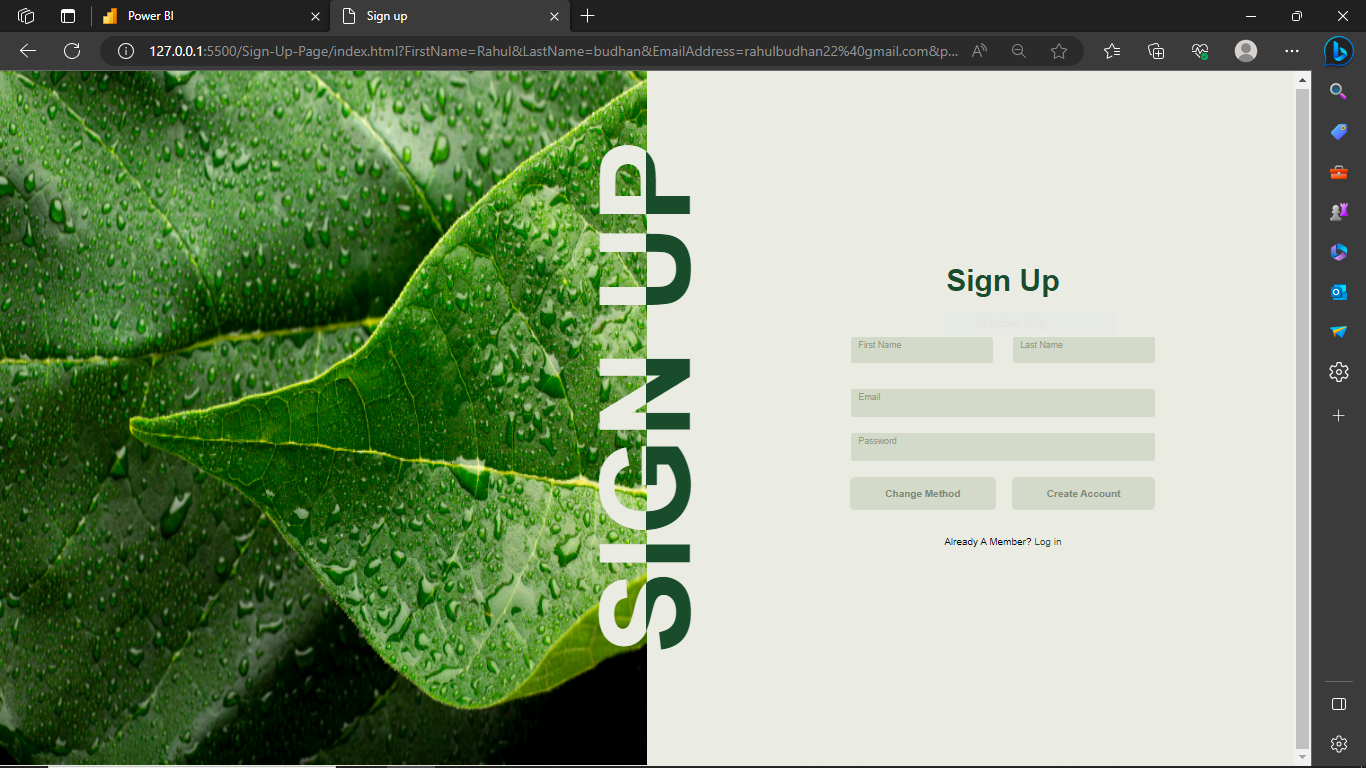 Power BI
Sign up
127.0.0.1:5500/Sign-Up-Page/index.html?FirstName=Rahul&LastName=budhan&EmailAddress=rahulbudhan22%40gmail.com&p...
SIGN UP
Sign Up
First Name
Last Name
Email
Password
Change Method
Create Account
Already A Member? Log in